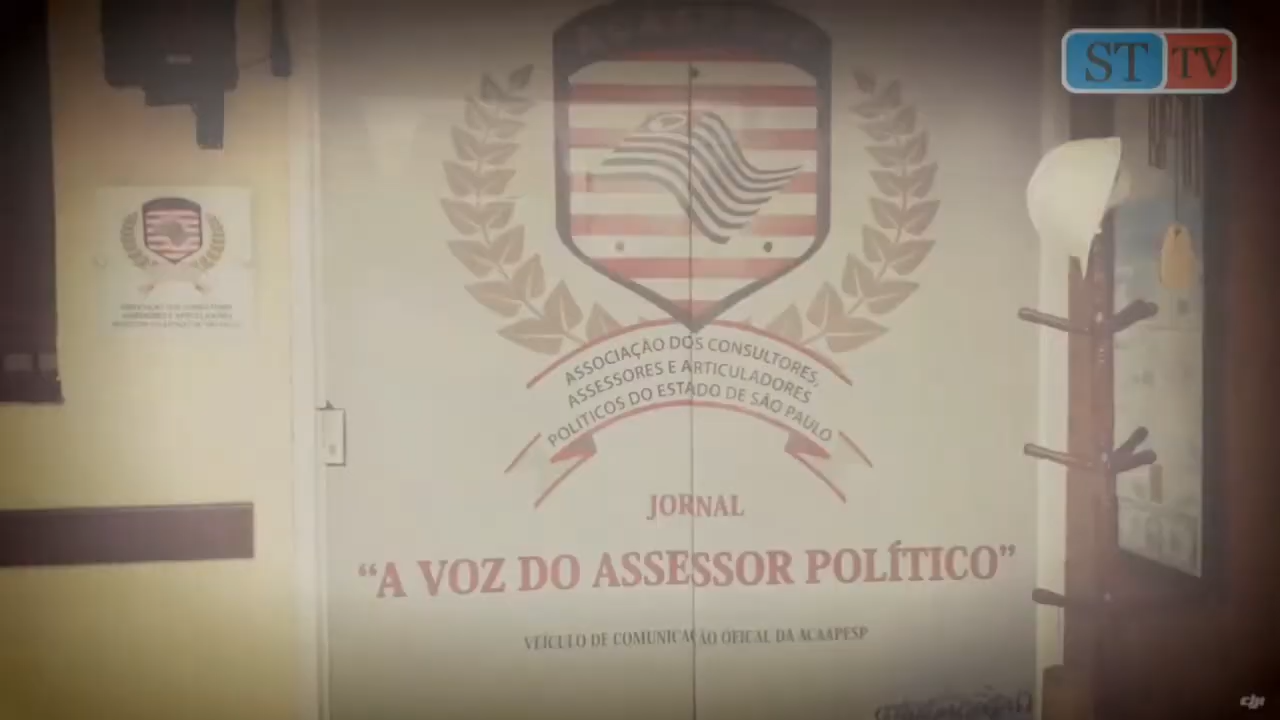 ST TV
ASSOCIAÇÃO DOS CONSULTORES,
ASSESSORES E ARTICULADORES
POLÍTICOS DO ESTADO DE SÃO PAULO
JORNAL
“A VOZ DO ASSESSOR POLÍTICO”
VEÍCULO DE COMUNICAÇÃO OFICAL DA ACAAPESP
dji